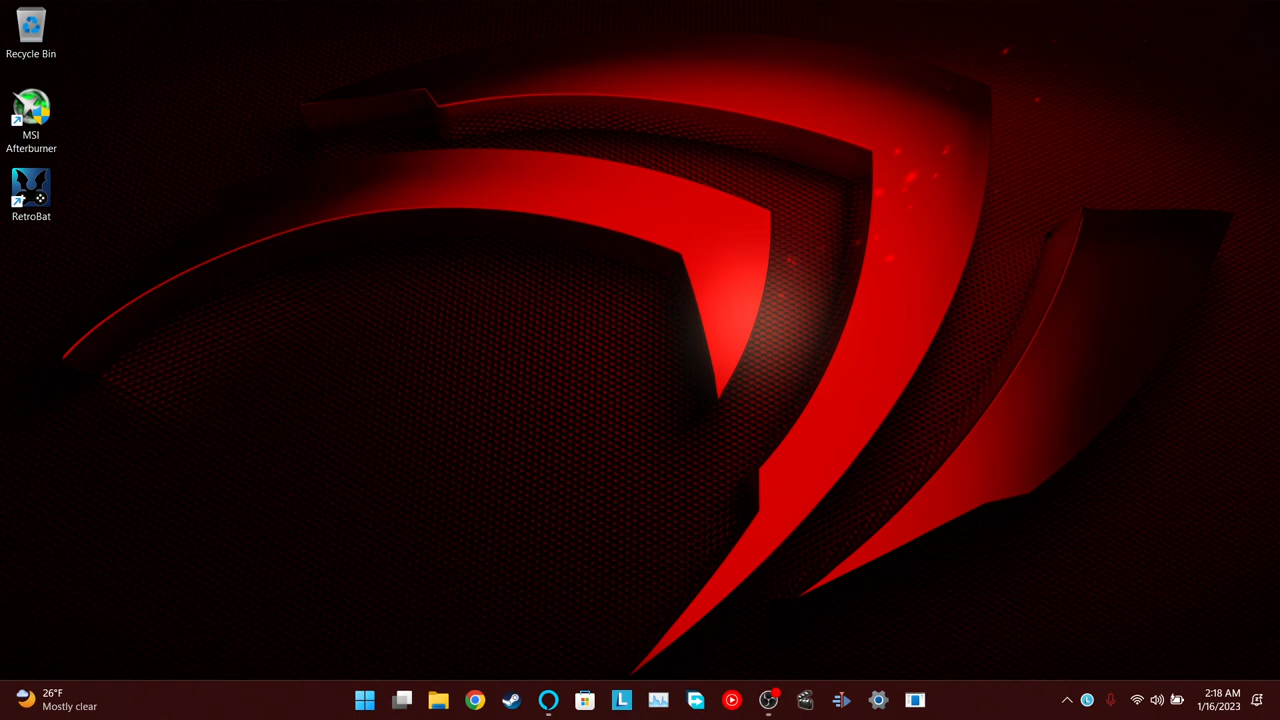 Recycle Bin
MSI
Afterburner
RetroBat
26°F
Mostly clear
L
2:18 AM
1/16/2023